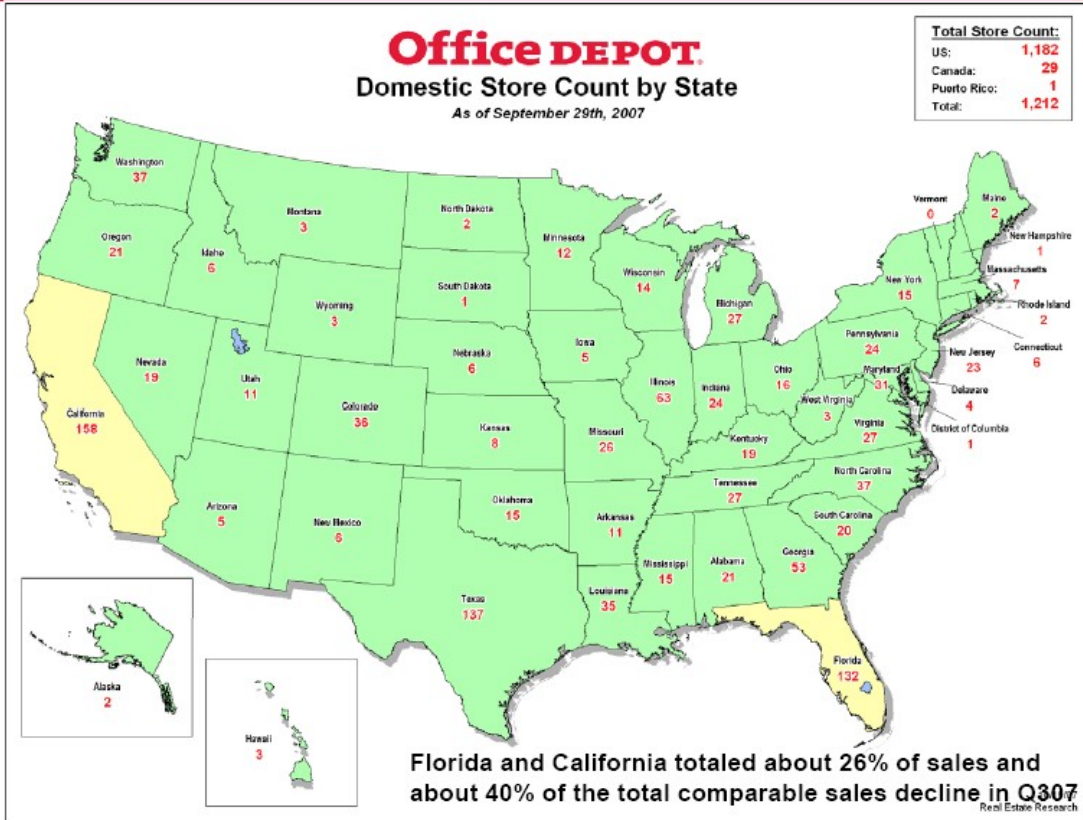 Office DEPOT.
Domestic Store Count by State
As of September 29th, 2007
Total Store Count:
US: 1,182
Canada: 29
Puerto Rico: 1
Total: 1,212
Washington
37
Oregon
21
Idaho
6
Montana
3
North Dakota
2
Minnesota
12
Wisconsin
14
Michigan
27
Vermont
0
Maine
2
New Hampshire
1
Massachusetts
7
Rhode Island
2
Connecticut
6
New York
15
Pennsylvania
24
New Jersey
23
Maryland
31
Delaware
4
District of Columbia
1
South Dakota
1
Wyoming
3
Nebraska
6
Iowa
5
Illinois
63
Indiana
24
Ohio
16
West Virginia
3
Virginia
27
Nevada
19
Utah
11
Colorado
36
Kansas
8
Missouri
26
Kentucky
19
California
158
Arizona
5
New Mexico
6
Oklahoma
15
Arkansas
11
Tennessee
27
North Carolina
37
South Carolina
20
Mississippi
15
Alabama
21
Georgia
53
Texas
137
Louisiana
35
Florida
132
Alaska
2
Hawaii
3
Florida and California totaled about 26% of sales and
about 40% of the total comparable sales decline in Q307
Real Estate Research